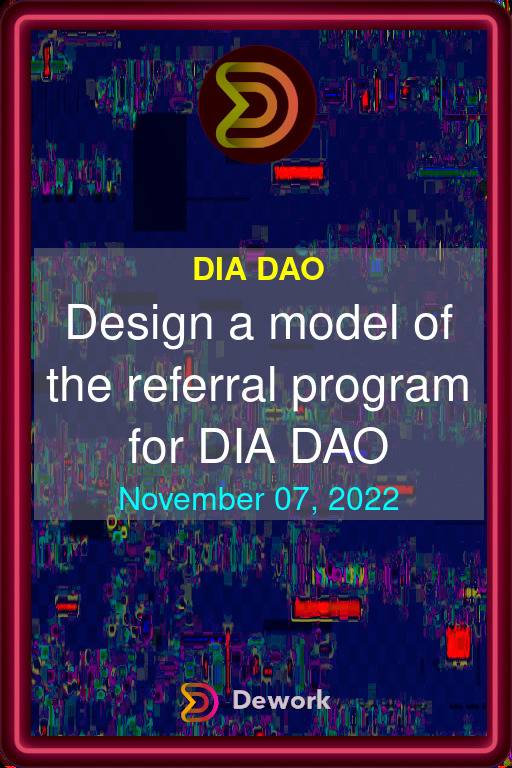 DIA DAO
Design a model of
the referral program
for DIA DAO
November 07, 2022
Dework